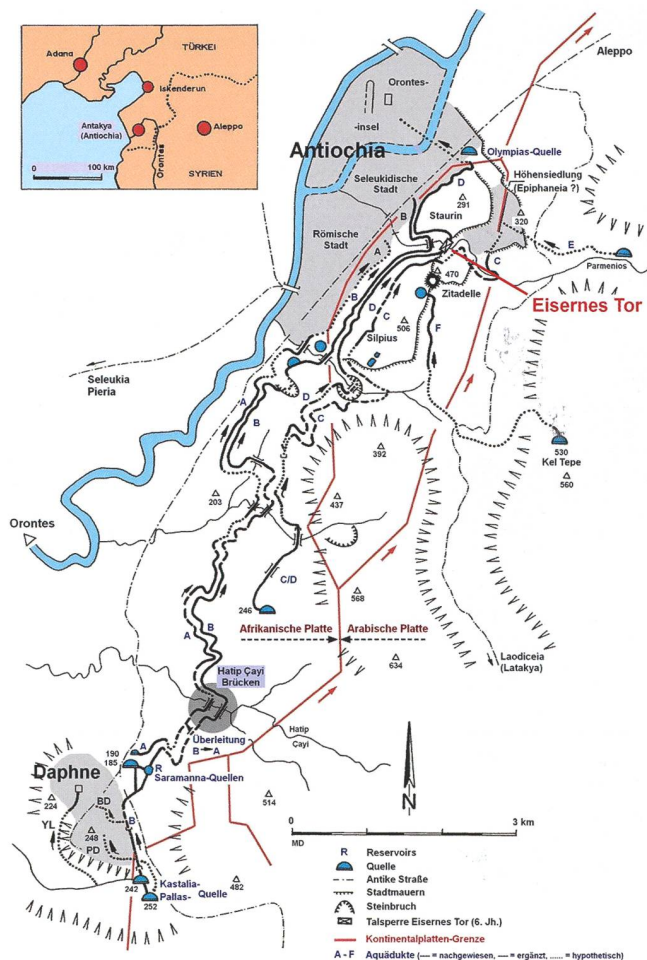 TÜRKEI
Adana
Iskenderun
Antakya
(Antiochia)
Aleppo
Orontes
0 100 km
SYRIEN
Aleppo
Orontes-
-insel
Olympias-Quelle
Antiochia
Seleukidische
Stadt
Höhensiedlung
(Epiphaneia ?)
D
291
B
Staurin
320
Römische
Stadt
A
E
C
Parmenios
470
Zitadelle
B
D
C
Eisernes Tor
506
Silpius
F
Seleukia
Pieria
A
D
B
C
392
530
Kel Tepe
560
203
437
Orontes
C/D
246
568
Afrikanische Platte
Arabische Platte
A
B
634
Laodiceia
(Latakya)
Hatip Çayi
Brücken
Überleitung
B A
Hatip
Çayi
190
185
A
R
Saramanna-Quellen
N
Daphne
224
BD
B
514
0 3 km
MD
YL
248
PD
242
Kastalia-
Pallas- Quelle
252
482
R Reservoirs
Quelle
Antike Straße
Stadtmauern
Steinbruch
Talsperre Eisernes Tor (6. Jh.)
Kontinentalplatten-Grenze
A - F Aquädukte (---- = nachgewiesen, ---- = ergänzt, ...... = hypothetisch)